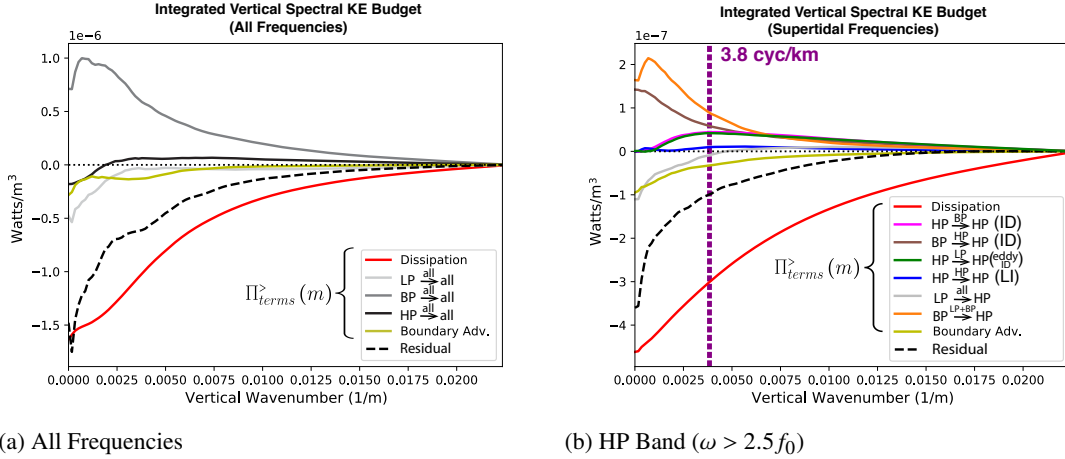 Integrated Vertical Spectral KE Budget
(All Frequencies)
1e−6
1.0
0.5
0.0
−0.5
−1.0
−1.5
Watts/m³
0.0000 0.0025 0.0050 0.0075 0.0100 0.0125 0.0150 0.0175 0.0200
Vertical Wavenumber (1/m)
Π>terms(m)
Dissipation
LP all→ all
BP all→ all
HP all→ all
Boundary Adv.
Residual
(a) All Frequencies
Integrated Vertical Spectral KE Budget
(Supertidal Frequencies)
1e−7
3.8 cyc/km
2
1
0
−1
−2
−3
−4
Watts/m³
0.0000 0.0025 0.0050 0.0075 0.0100 0.0125 0.0150 0.0175 0.0200
Vertical Wavenumber (1/m)
Π>terms(m)
Dissipation
HP BP→ HP (ID)
BP HP→ HP (ID)
HP LP→ HP (eddy ID)
HP HP→ HP (LI)
LP all→ HP
BP LP+BP→ HP
Boundary Adv.
Residual
(b) HP Band (ω > 2.5f₀)